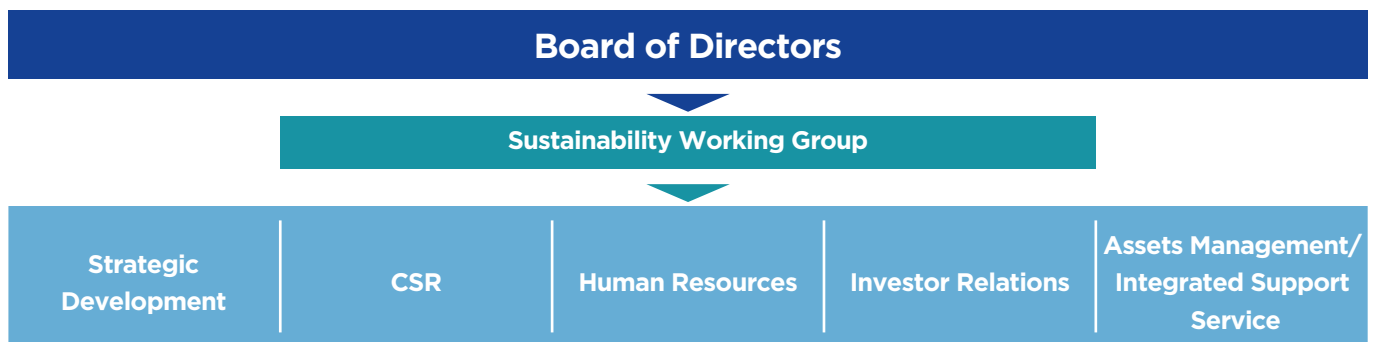 Board of Directors
Sustainability Working Group
Strategic
Development
CSR
Human Resources
Investor Relations
Assets Management/
Integrated Support
Service